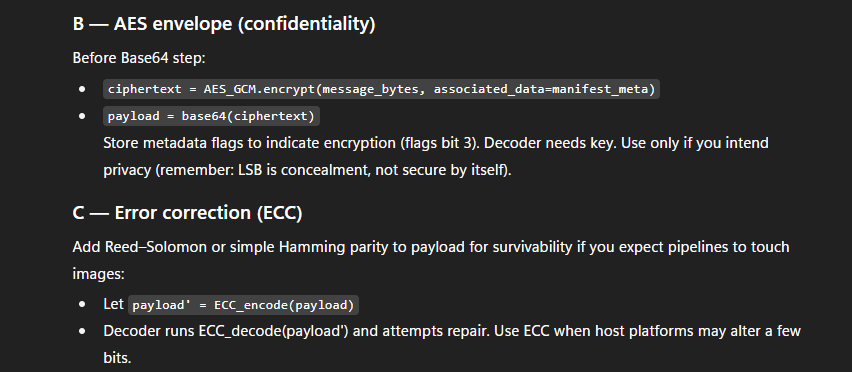 B — AES envelope (confidentiality)
Before Base64 step:
• ciphertext = AES_GCM.encrypt(message_bytes, associated_data=manifest_meta)
• payload = base64(ciphertext)
Store metadata flags to indicate encryption (flags bit 3). Decoder needs key. Use only if you intend
privacy (remember: LSB is concealment, not secure by itself).
C — Error correction (ECC)
Add Reed–Solomon or simple Hamming parity to payload for survivability if you expect pipelines to touch
images:
• Let payload' = ECC_encode(payload)
• Decoder runs ECC_decode(payload') and attempts repair. Use ECC when host platforms may alter a few
bits.